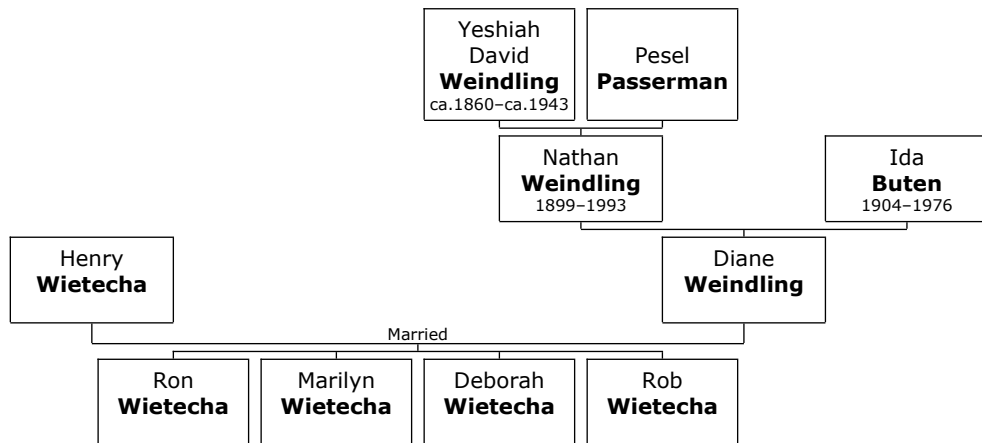 Yeshiah
David
Weindling
ca.1860–ca.1943
Pesel
Passerman
Nathan
Weindling
1899–1993
Ida
Buten
1904–1976
Henry
Wietecha
Diane
Weindling
Married
Ron
Wietecha
Marilyn
Wietecha
Deborah
Wietecha
Rob
Wietecha